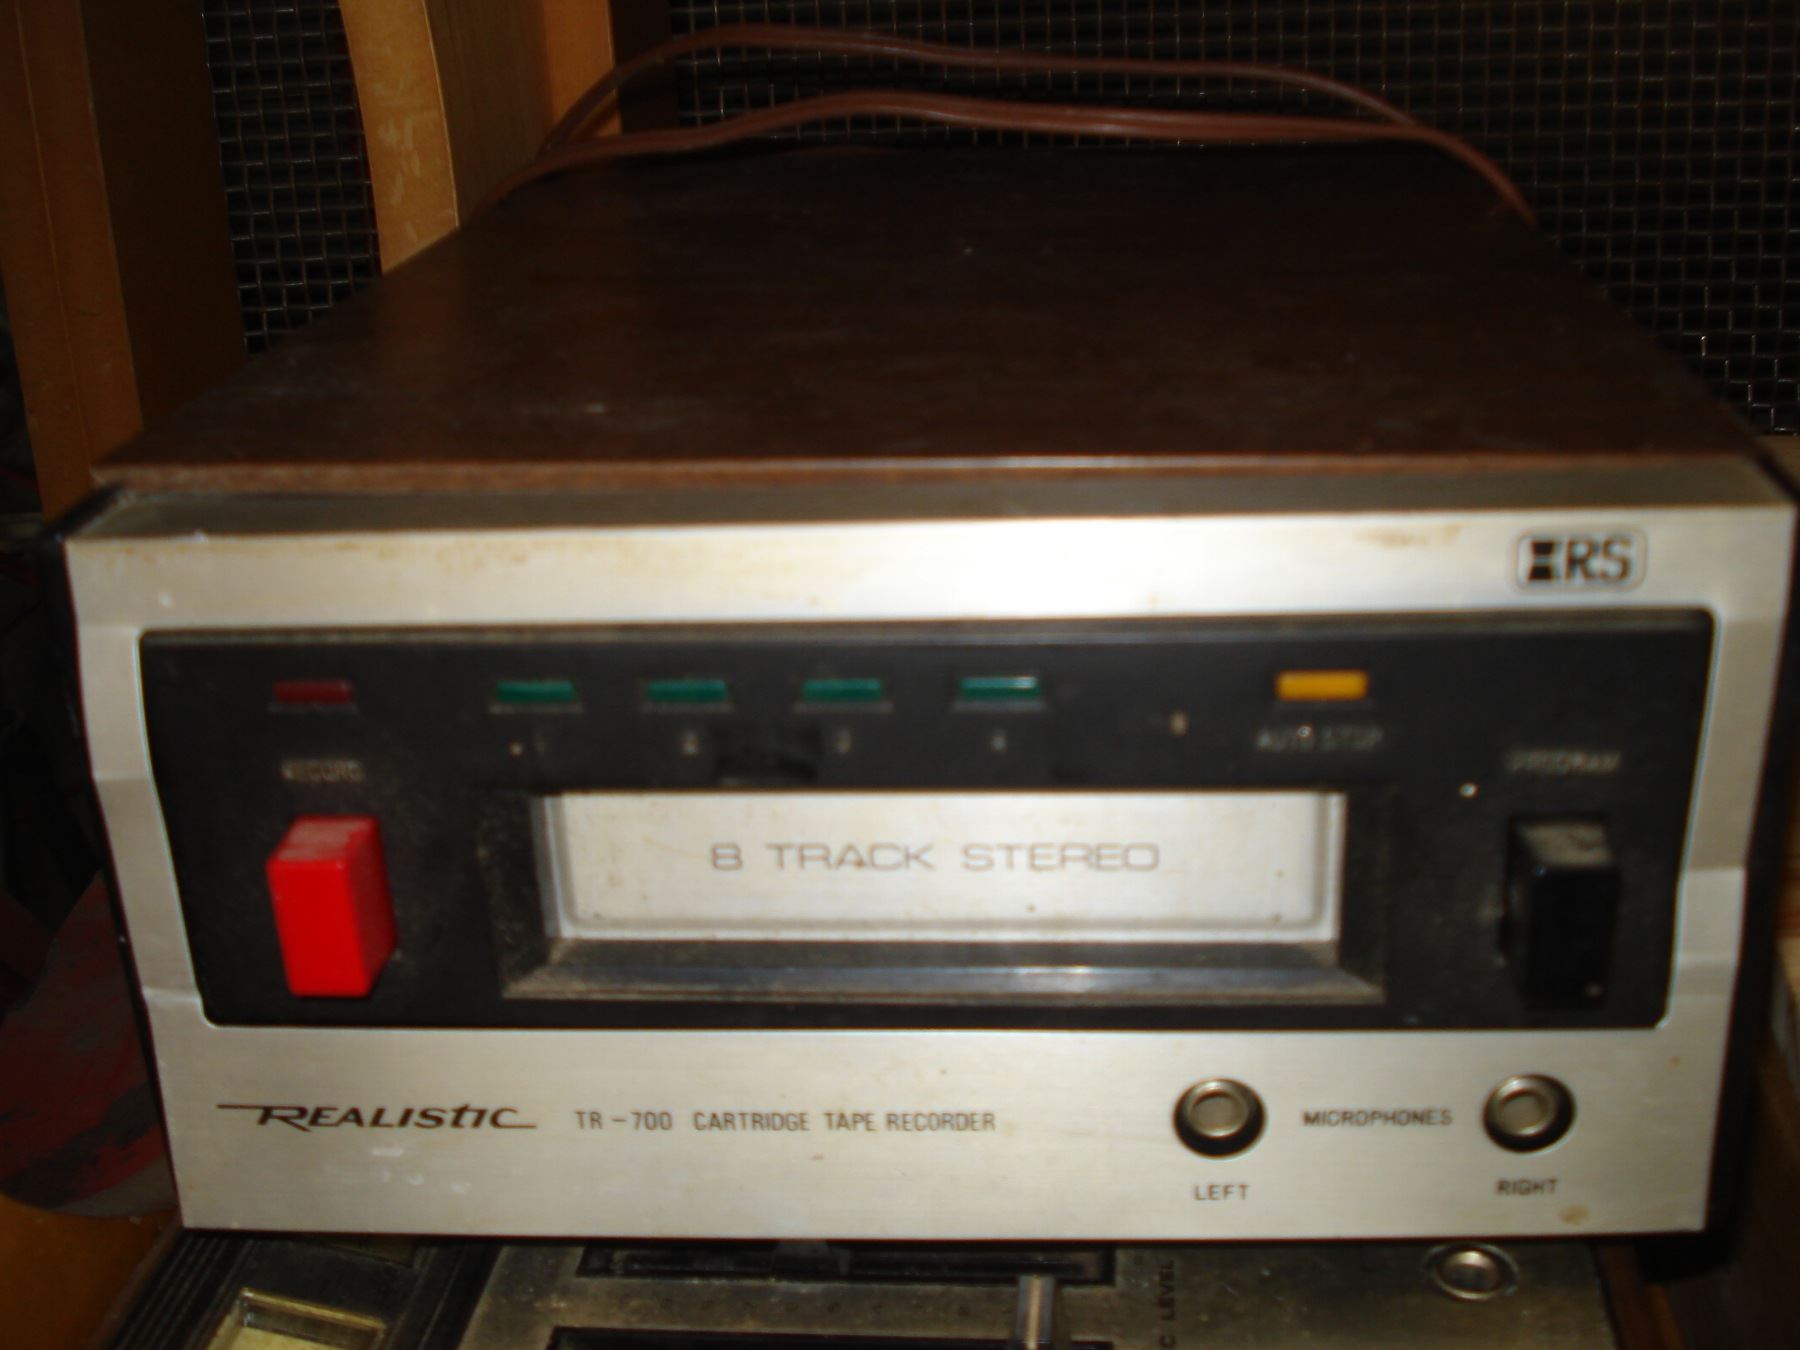 RS
1 2 3 4
AUTO STOP
RECORD
PROGRAM
8 TRACK STEREO
REALISTIC TR-700 CARTRIDGE TAPE RECORDER
MICROPHONES
LEFT RIGHT
C LEVEL